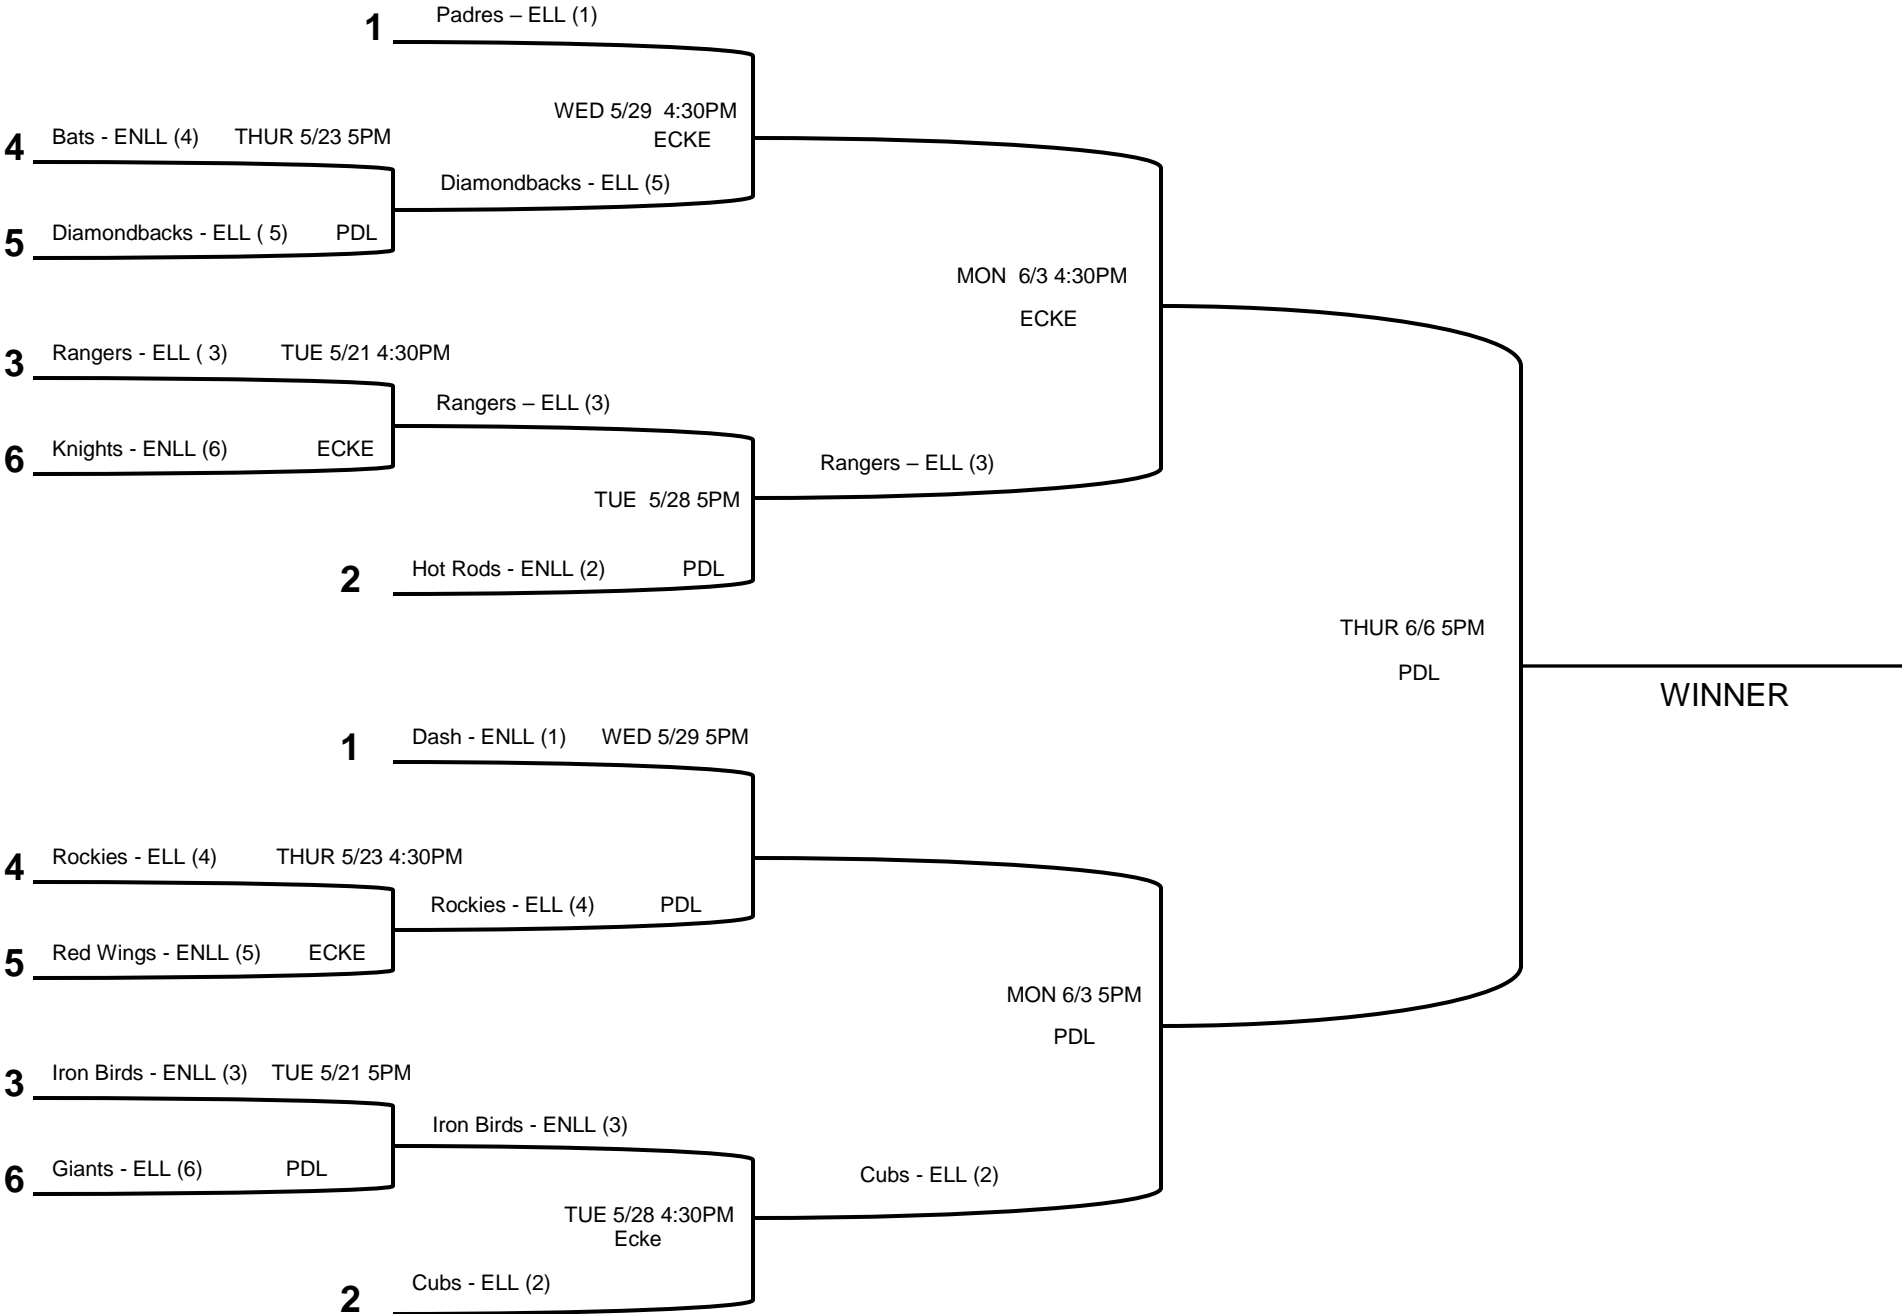 1 Padres – ELL (1)
WED 5/29 4:30PM
ECKE
4 Bats - ENLL (4) THUR 5/23 5PM
Diamondbacks - ELL (5)
5 Diamondbacks - ELL ( 5) PDL
MON 6/3 4:30PM
ECKE
3 Rangers - ELL ( 3) TUE 5/21 4:30PM
Rangers – ELL (3)
6 Knights - ENLL (6) ECKE
Rangers – ELL (3)
TUE 5/28 5PM
2 Hot Rods - ENLL (2) PDL
THUR 6/6 5PM
PDL
WINNER
1 Dash - ENLL (1) WED 5/29 5PM
4 Rockies - ELL (4) THUR 5/23 4:30PM
Rockies - ELL (4) PDL
5 Red Wings - ENLL (5) ECKE
MON 6/3 5PM
PDL
3 Iron Birds - ENLL (3) TUE 5/21 5PM
Iron Birds - ENLL (3)
6 Giants - ELL (6) PDL
Cubs - ELL (2)
TUE 5/28 4:30PM
Ecke
2 Cubs - ELL (2)